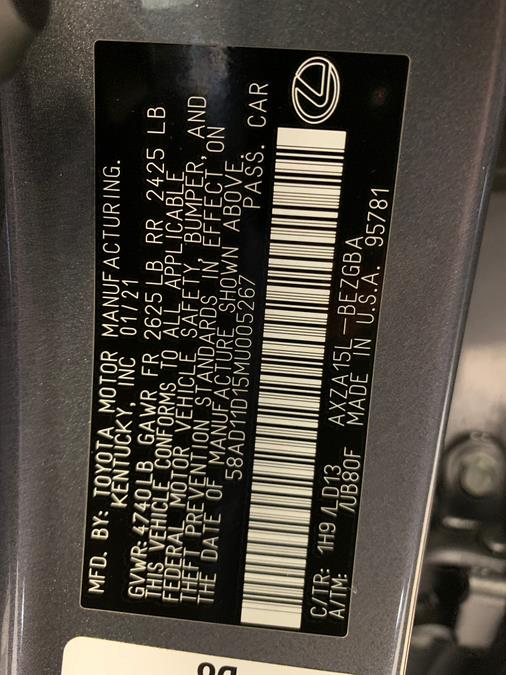 MFD. BY: TOYOTA MOTOR MANUFACTURING.
KENTUCKY, INC 01/21
GVWR 4740LB GAWR FR 2625 LB RR 2425 LB
THIS VEHICLE CONFORMS TO ALL APPLICABLE
FEDERAL MOTOR VEHICLE SAFETY, BUMPER, AND
THEFT PREVENTION STANDARDS IN EFFECT ON
THE DATE OF MANUFACTURE SHOWN ABOVE.
58AD11D15MU005267 PASS. CAR
C/TR: 1H9 LD13 AXZA15L-BEZGBA
A/TM: UB80F MADE IN U.S.A. 95781